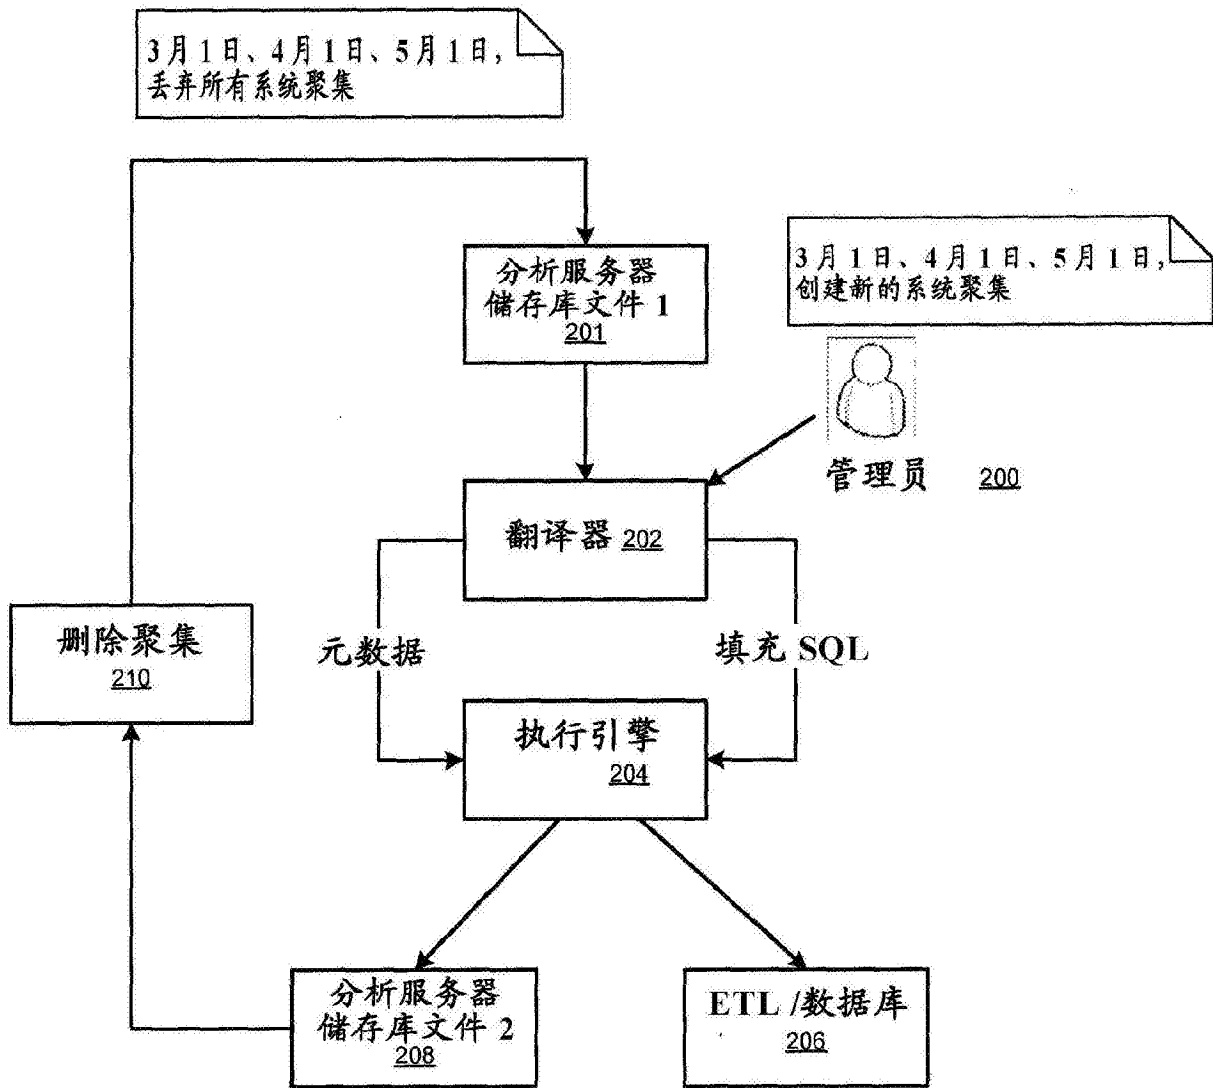 3月1日、4月1日、5月1日，
丢弃所有系统聚集
分析服务器
储存库文件 1
201
3月1日、4月1日、5月1日，
创建新的系统聚集
管理员 200
翻译器 202
删除聚集
210
元数据
填充 SQL
执行引擎
204
分析服务器
储存库文件 2
208
ETL /数据库
206